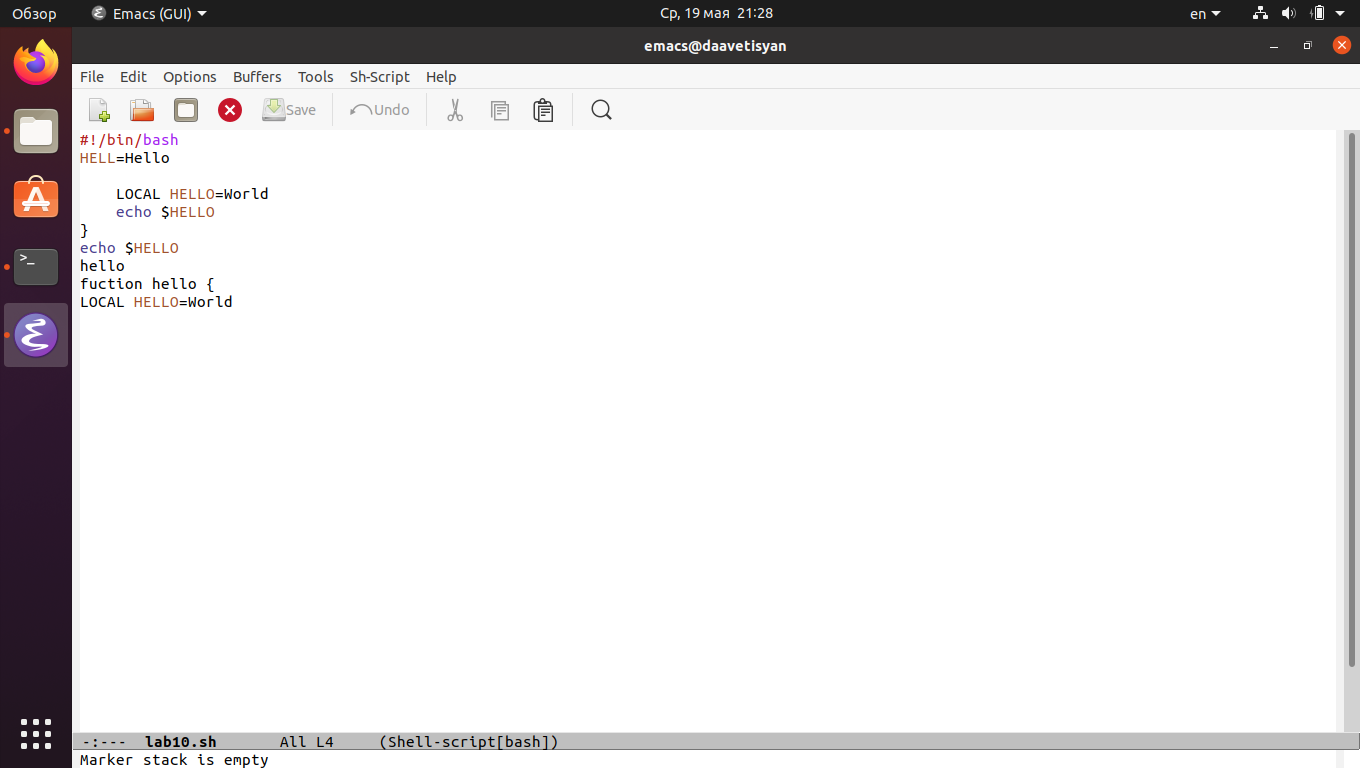 Обзор Emacs (GUI) Ср, 19 мая 21:28 en
emacs@daavetisyan
File Edit Options Buffers Tools Sh-Script Help
Save Undo
#!/bin/bash
HELL=Hello
LOCAL HELLO=World
echo $HELLO
}
echo $HELLO
hello
fuction hello {
LOCAL HELLO=World
-:--- lab10.sh All L4 (Shell-script[bash])
Marker stack is empty